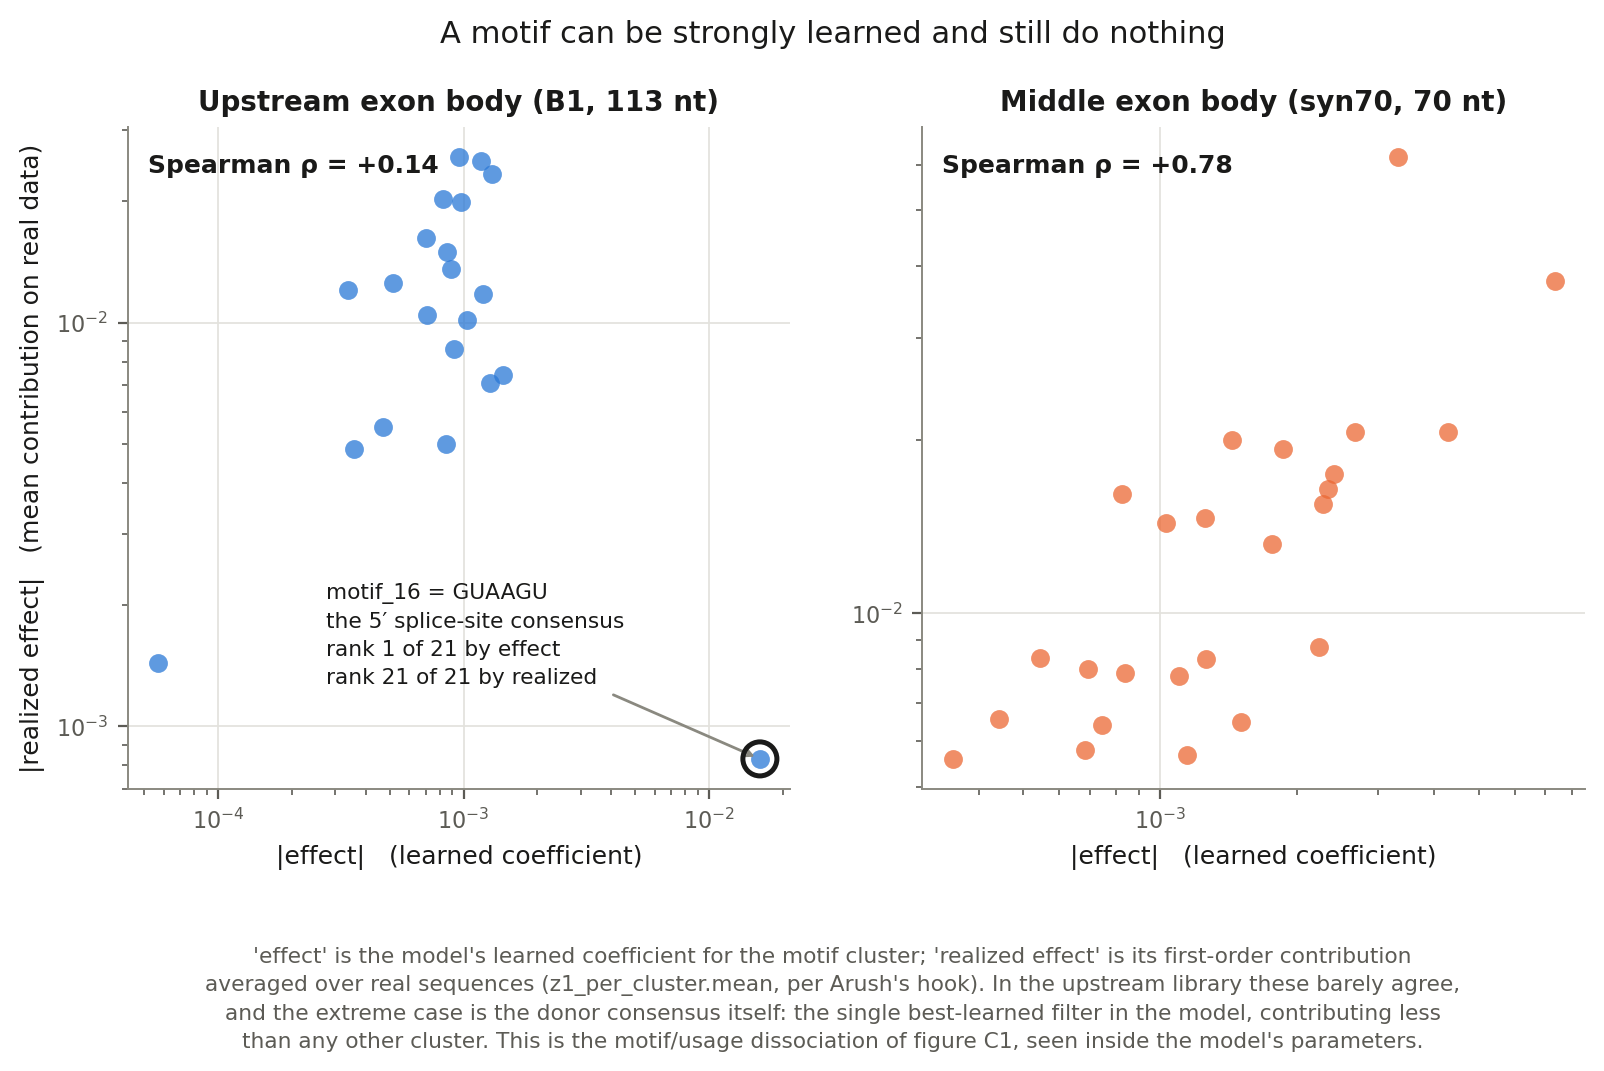 A motif can be strongly learned and still do nothing
Upstream exon body (B1, 113 nt)
Spearman ρ = +0.14
|realized effect|   (mean contribution on real data)
10⁻²
10⁻³
motif_16 = GUAAGU
the 5′ splice-site consensus
rank 1 of 21 by effect
rank 21 of 21 by realized
10⁻⁴
10⁻³
10⁻²
|effect|   (learned coefficient)
Middle exon body (syn70, 70 nt)
Spearman ρ = +0.78
10⁻²
10⁻³
|effect|   (learned coefficient)
'effect' is the model's learned coefficient for the motif cluster; 'realized effect' is its first-order contribution
averaged over real sequences (z1_per_cluster.mean, per Arush's hook). In the upstream library these barely agree,
and the extreme case is the donor consensus itself: the single best-learned filter in the model, contributing less
than any other cluster. This is the motif/usage dissociation of figure C1, seen inside the model's parameters.